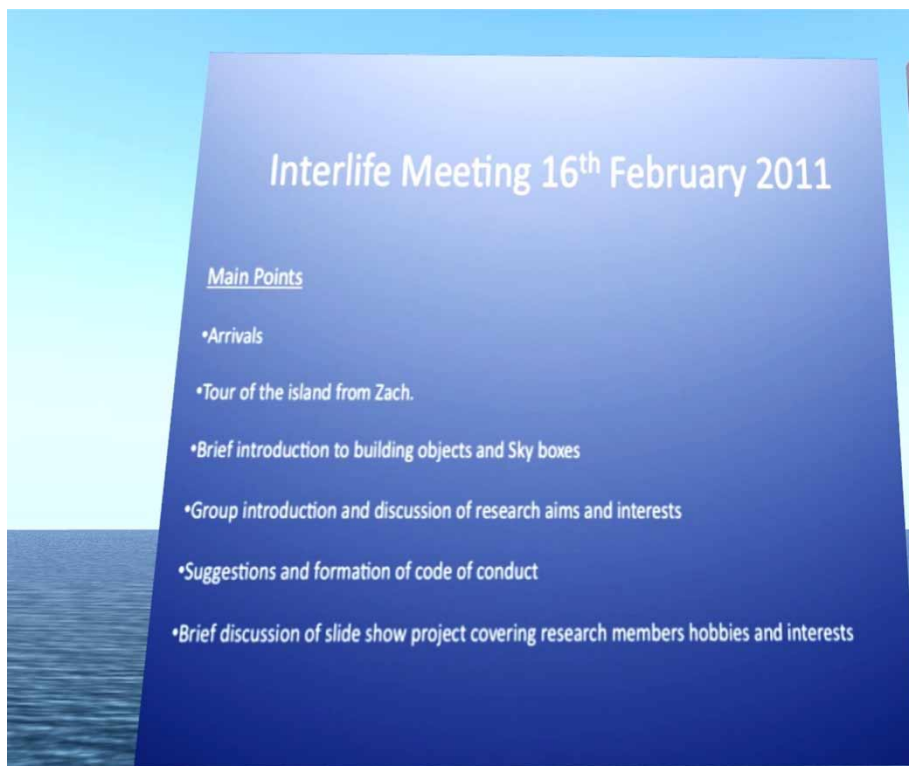 Interlife Meeting 16th February 2011
Main Points
•Arrivals
•Tour of the island from Zach.
•Brief introduction to building objects and Sky boxes
•Group introduction and discussion of research aims and interests
•Suggestions and formation of code of conduct
•Brief discussion of slide show project covering research members hobbies and interests